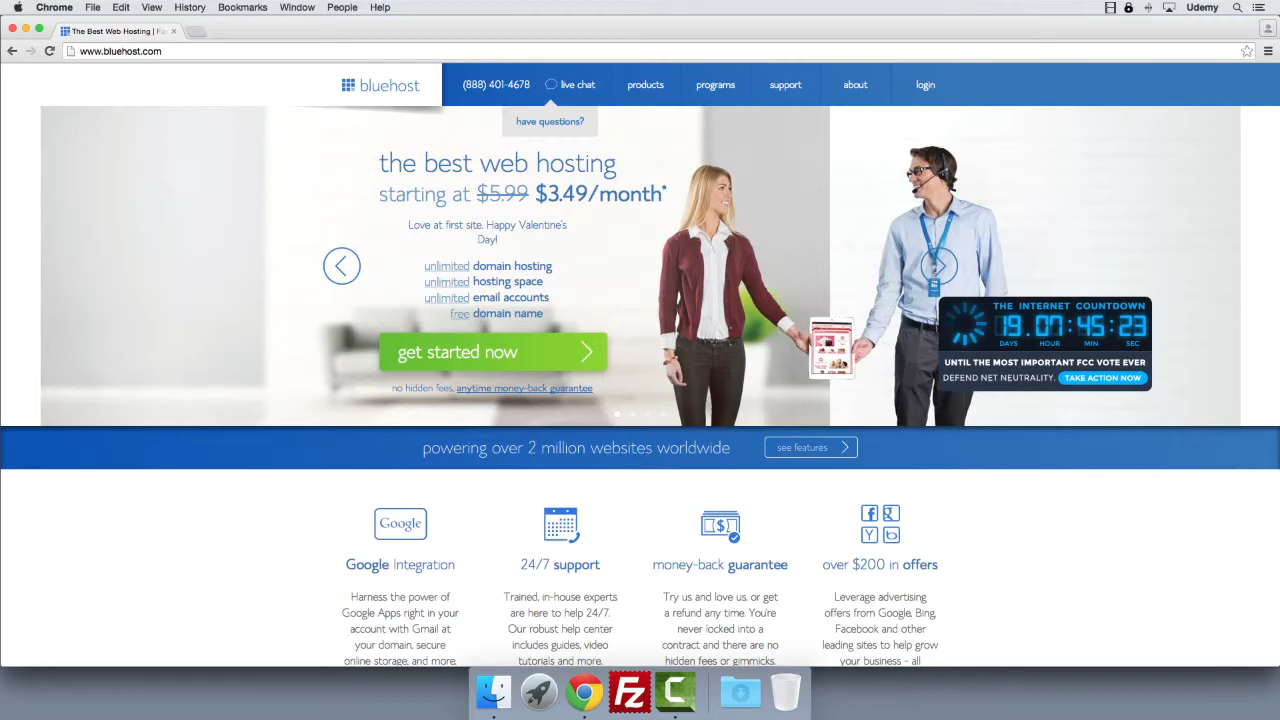 Chrome File Edit View History Bookmarks Window People Help Udemy
The Best Web Hosting | Fa
www.bluehost.com
bluehost (888) 401-4678 live chat products programs support about login
have questions?
the best web hosting
starting at $5.99 $3.49/month*
Love at first site. Happy Valentine's
Day!
unlimited domain hosting
unlimited hosting space
unlimited email accounts
free domain name
get started now
no hidden fees, anytime money-back guarantee
THE INTERNET COUNTDOWN
19.07:45:23
DAYS HOUR MIN SEC
UNTIL THE MOST IMPORTANT FCC VOTE EVER
DEFEND NET NEUTRALITY. TAKE ACTION NOW
powering over 2 million websites worldwide see features
Google
Google Integration
Harness the power of
Google Apps right in your
account with Gmail at
your domain, secure
online storage, and more.
24/7 support
Trained, in-house experts
are here to help 24/7.
Our robust help center
includes guides, video
tutorials and more.
money-back guarantee
Try us and love us, or get
a refund any time. You're
never locked into a
contract and there are no
hidden fees or gimmicks.
over $200 in offers
Leverage advertising
offers from Google, Bing,
Facebook and other
leading sites to help grow
your business - all